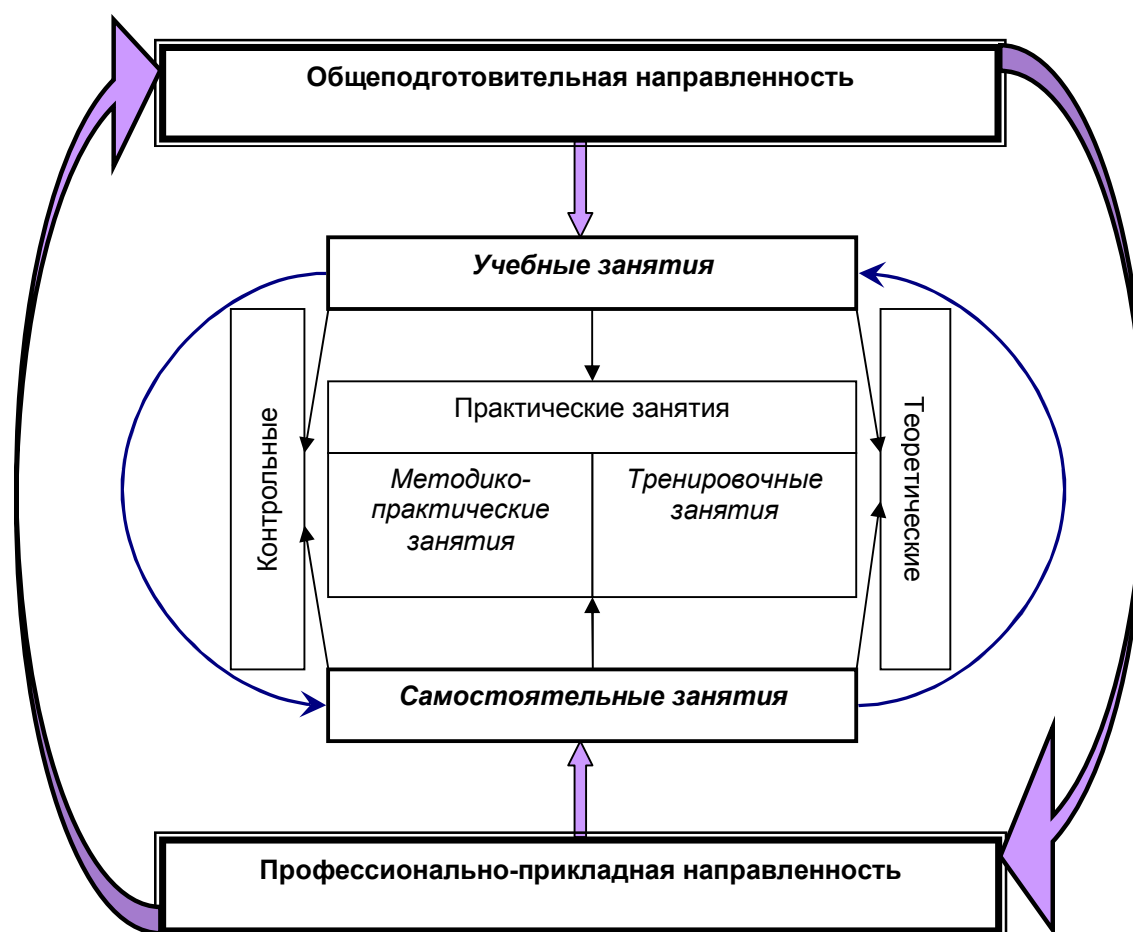 Общеподготовительная направленность
Учебные занятия
Контрольные
Практические занятия
Теоретические
Методико-
практические
занятия
Тренировочные
занятия
Самостоятельные занятия
Профессионально-прикладная направленность